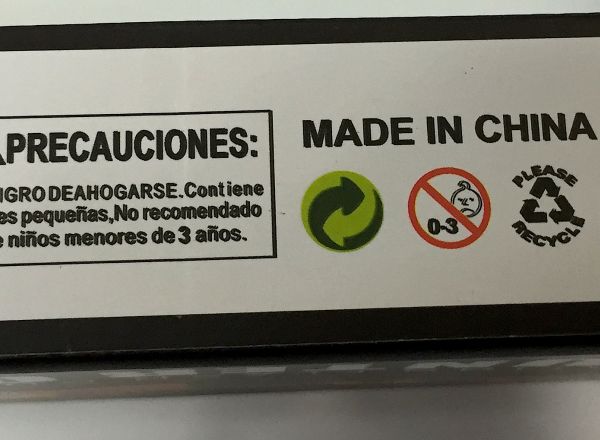 PRECAUCIONES:
IGRO DEAHOGARSE.Contiene
es pequeñas,No recomendado
e niños menores de 3 años.
MADE IN CHINA
0-3
PLEASE
RECYCLE